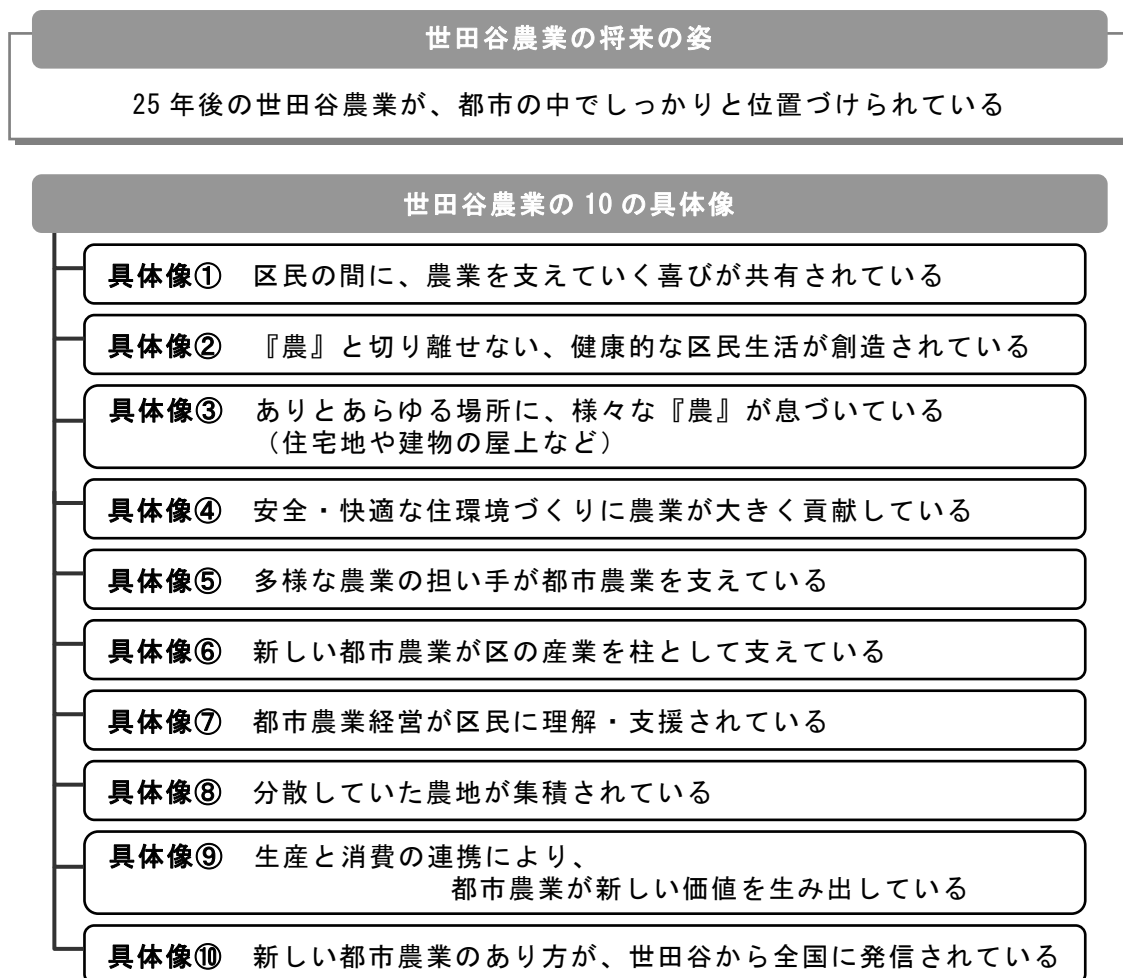 世田谷農業の将来の姿
25年後の世田谷農業が、都市の中でしっかりと位置づけられている
世田谷農業の10の具体像
具体像① 区民の間に、農業を支えていく喜びが共有されている
具体像② 『農』と切り離せない、健康的な区民生活が創造されている
具体像③ ありとあらゆる場所に、様々な『農』が息づいている
（住宅地や建物の屋上など）
具体像④ 安全・快適な住環境づくりに農業が大きく貢献している
具体像⑤ 多様な農業の担い手が都市農業を支えている
具体像⑥ 新しい都市農業が区の産業を柱として支えている
具体像⑦ 都市農業経営が区民に理解・支援されている
具体像⑧ 分散していた農地が集積されている
具体像⑨ 生産と消費の連携により、
都市農業が新しい価値を生み出している
具体像⑩ 新しい都市農業のあり方が、世田谷から全国に発信されている